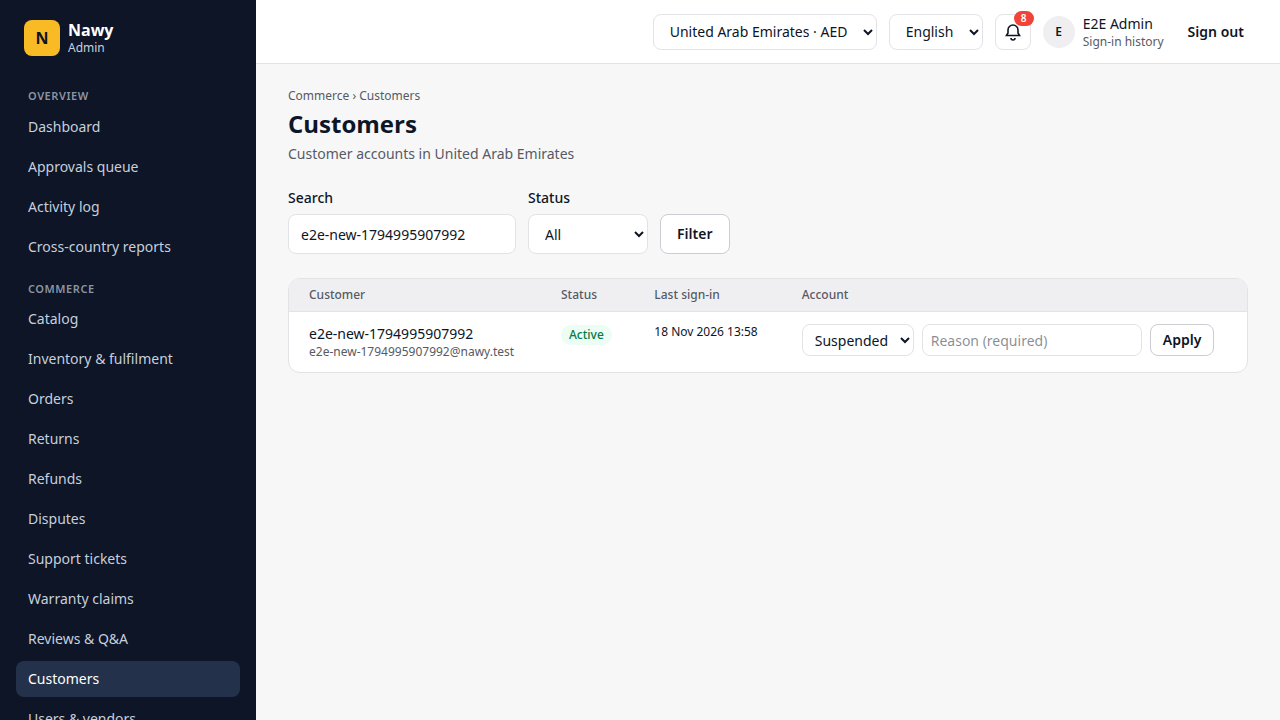 N
Nawy
Admin
OVERVIEW
Dashboard
Approvals queue
Activity log
Cross-country reports
COMMERCE
Catalog
Inventory & fulfilment
Orders
Returns
Refunds
Disputes
Support tickets
Warranty claims
Reviews & Q&A
Customers
Users & vendors
United Arab Emirates · AED
English
8
E
E2E Admin
Sign-in history
Sign out
Commerce › Customers
Customers
Customer accounts in United Arab Emirates
Search
Status
e2e-new-1794995907992
All
Filter
Customer
Status
Last sign-in
Account
e2e-new-1794995907992
e2e-new-1794995907992@nawy.test
Active
18 Nov 2026 13:58
Suspended
Reason (required)
Apply